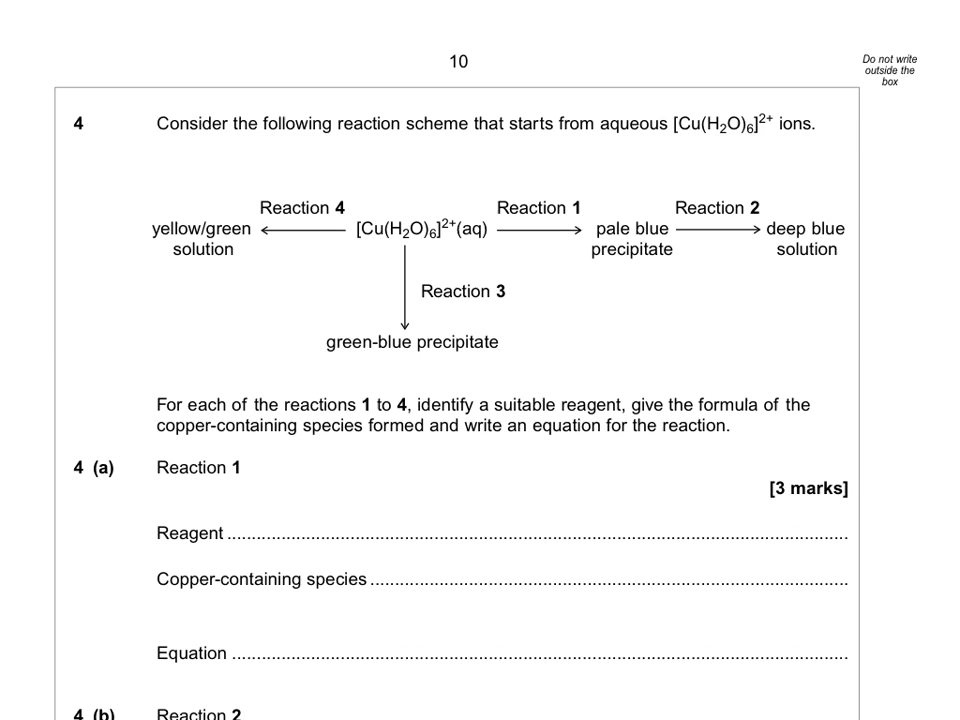 10
Do not write
outside the
box
4 Consider the following reaction scheme that starts from aqueous [Cu(H₂O)₆]²⁺ ions.
Reaction 4 Reaction 1 Reaction 2
yellow/green [Cu(H₂O)₆]²⁺(aq) pale blue deep blue
solution precipitate solution
Reaction 3
green-blue precipitate
For each of the reactions 1 to 4, identify a suitable reagent, give the formula of the
copper-containing species formed and write an equation for the reaction.
4 (a) Reaction 1
[3 marks]
Reagent
Copper-containing species
Equation
4 (b) Reaction 2